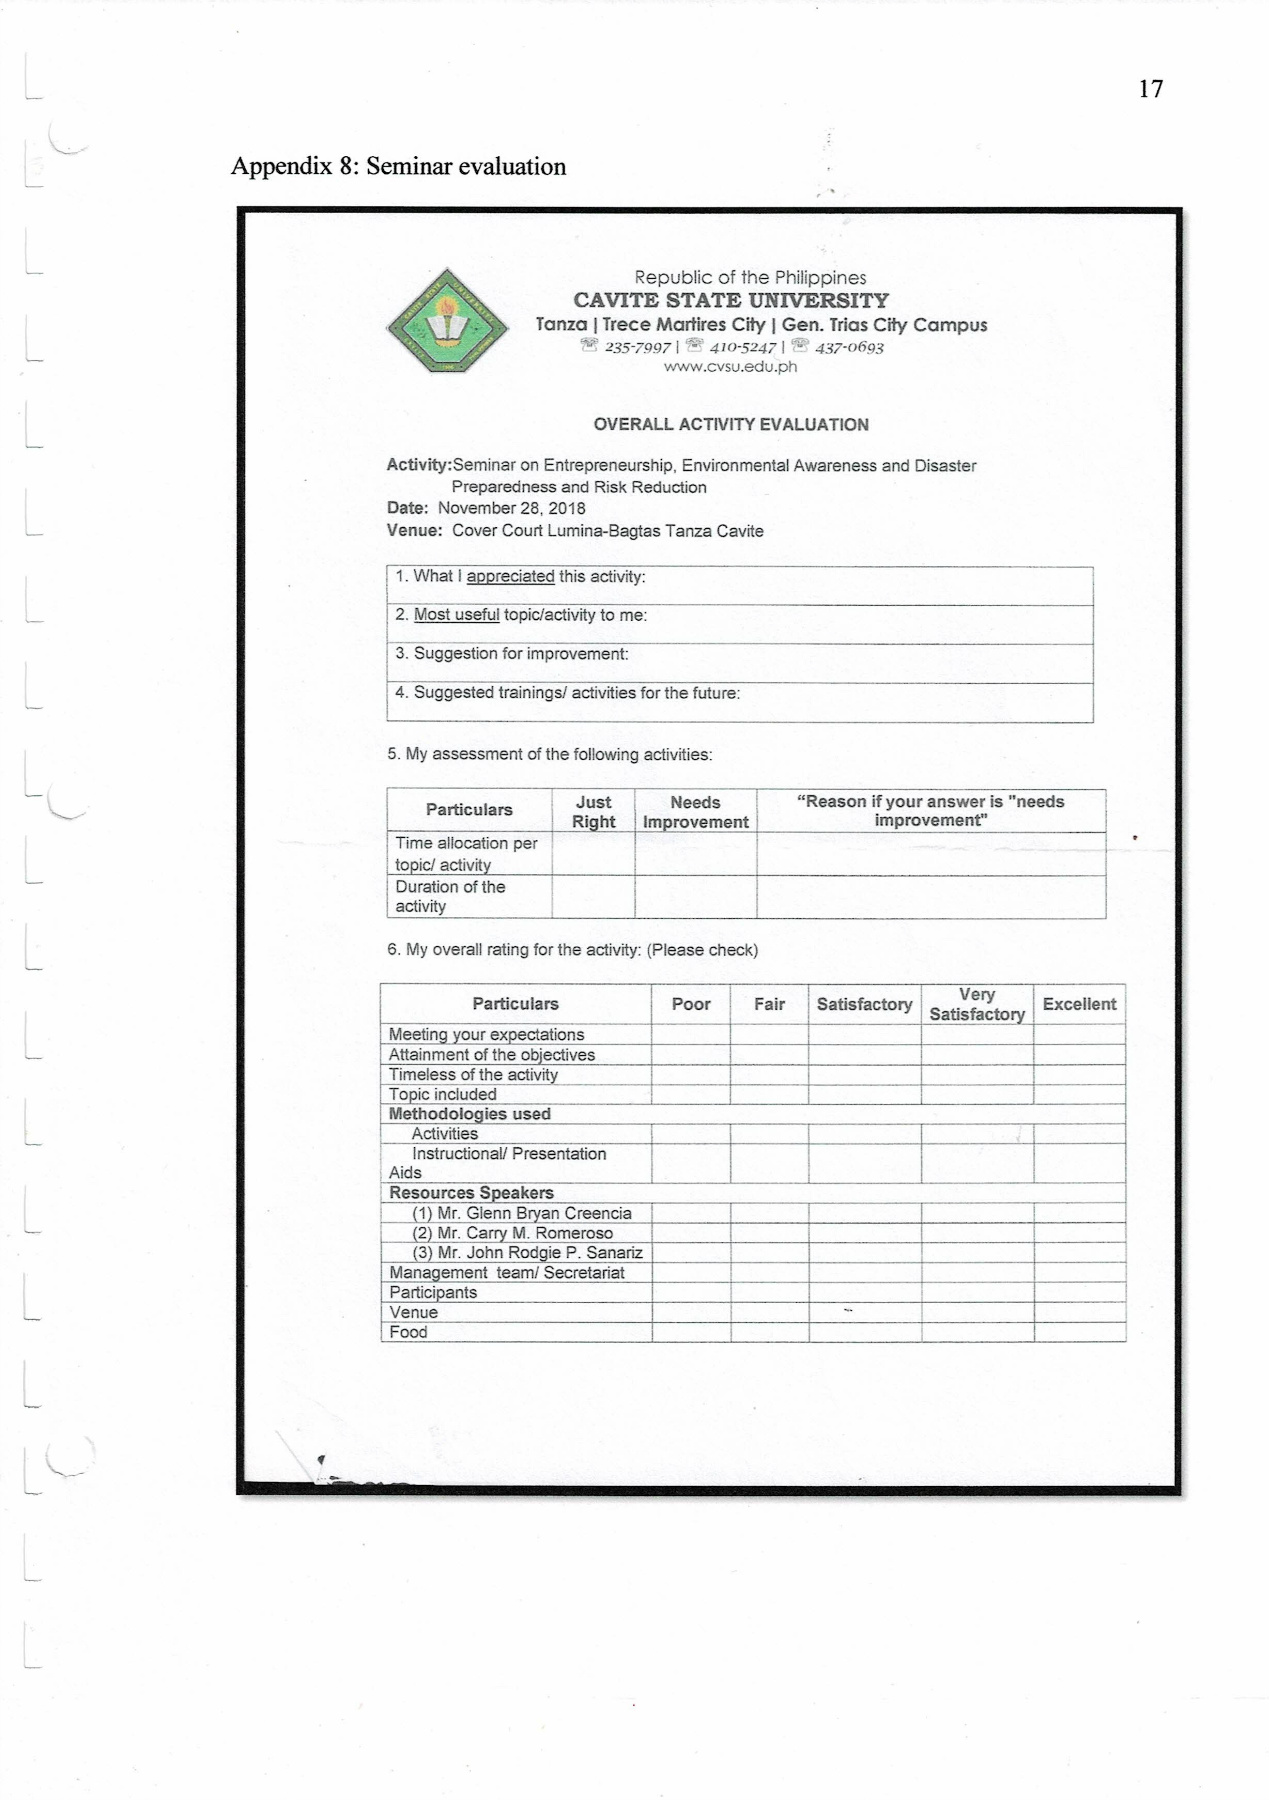 17
Appendix 8: Seminar evaluation
Republic of the Philippines
CAVITE STATE UNIVERSITY
Tanza | Trece Martires City | Gen. Trias City Campus
☏ 235-7997 | ☏ 410-5247 | ☏ 437-0693
www.cvsu.edu.ph
OVERALL ACTIVITY EVALUATION
Activity:Seminar on Entrepreneurship, Environmental Awareness and Disaster
Preparedness and Risk Reduction
Date: November 28, 2018
Venue: Cover Court Lumina-Bagtas Tanza Cavite
1. What I appreciated this activity:
2. Most useful topic/activity to me:
3. Suggestion for improvement:
4. Suggested trainings/ activities for the future:
5. My assessment of the following activities:
Particulars Just Right Needs Improvement “Reason if your answer is "needs improvement"
Time allocation per
topic/ activity
Duration of the
activity
6. My overall rating for the activity: (Please check)
Particulars Poor Fair Satisfactory Very Satisfactory Excellent
Meeting your expectations
Attainment of the objectives
Timeless of the activity
Topic included
Methodologies used
Activities
Instructional/ Presentation
Aids
Resources Speakers
(1) Mr. Glenn Bryan Creencia
(2) Mr. Carry M. Romeroso
(3) Mr. John Rodgie P. Sanariz
Management team/ Secretariat
Participants
Venue
Food